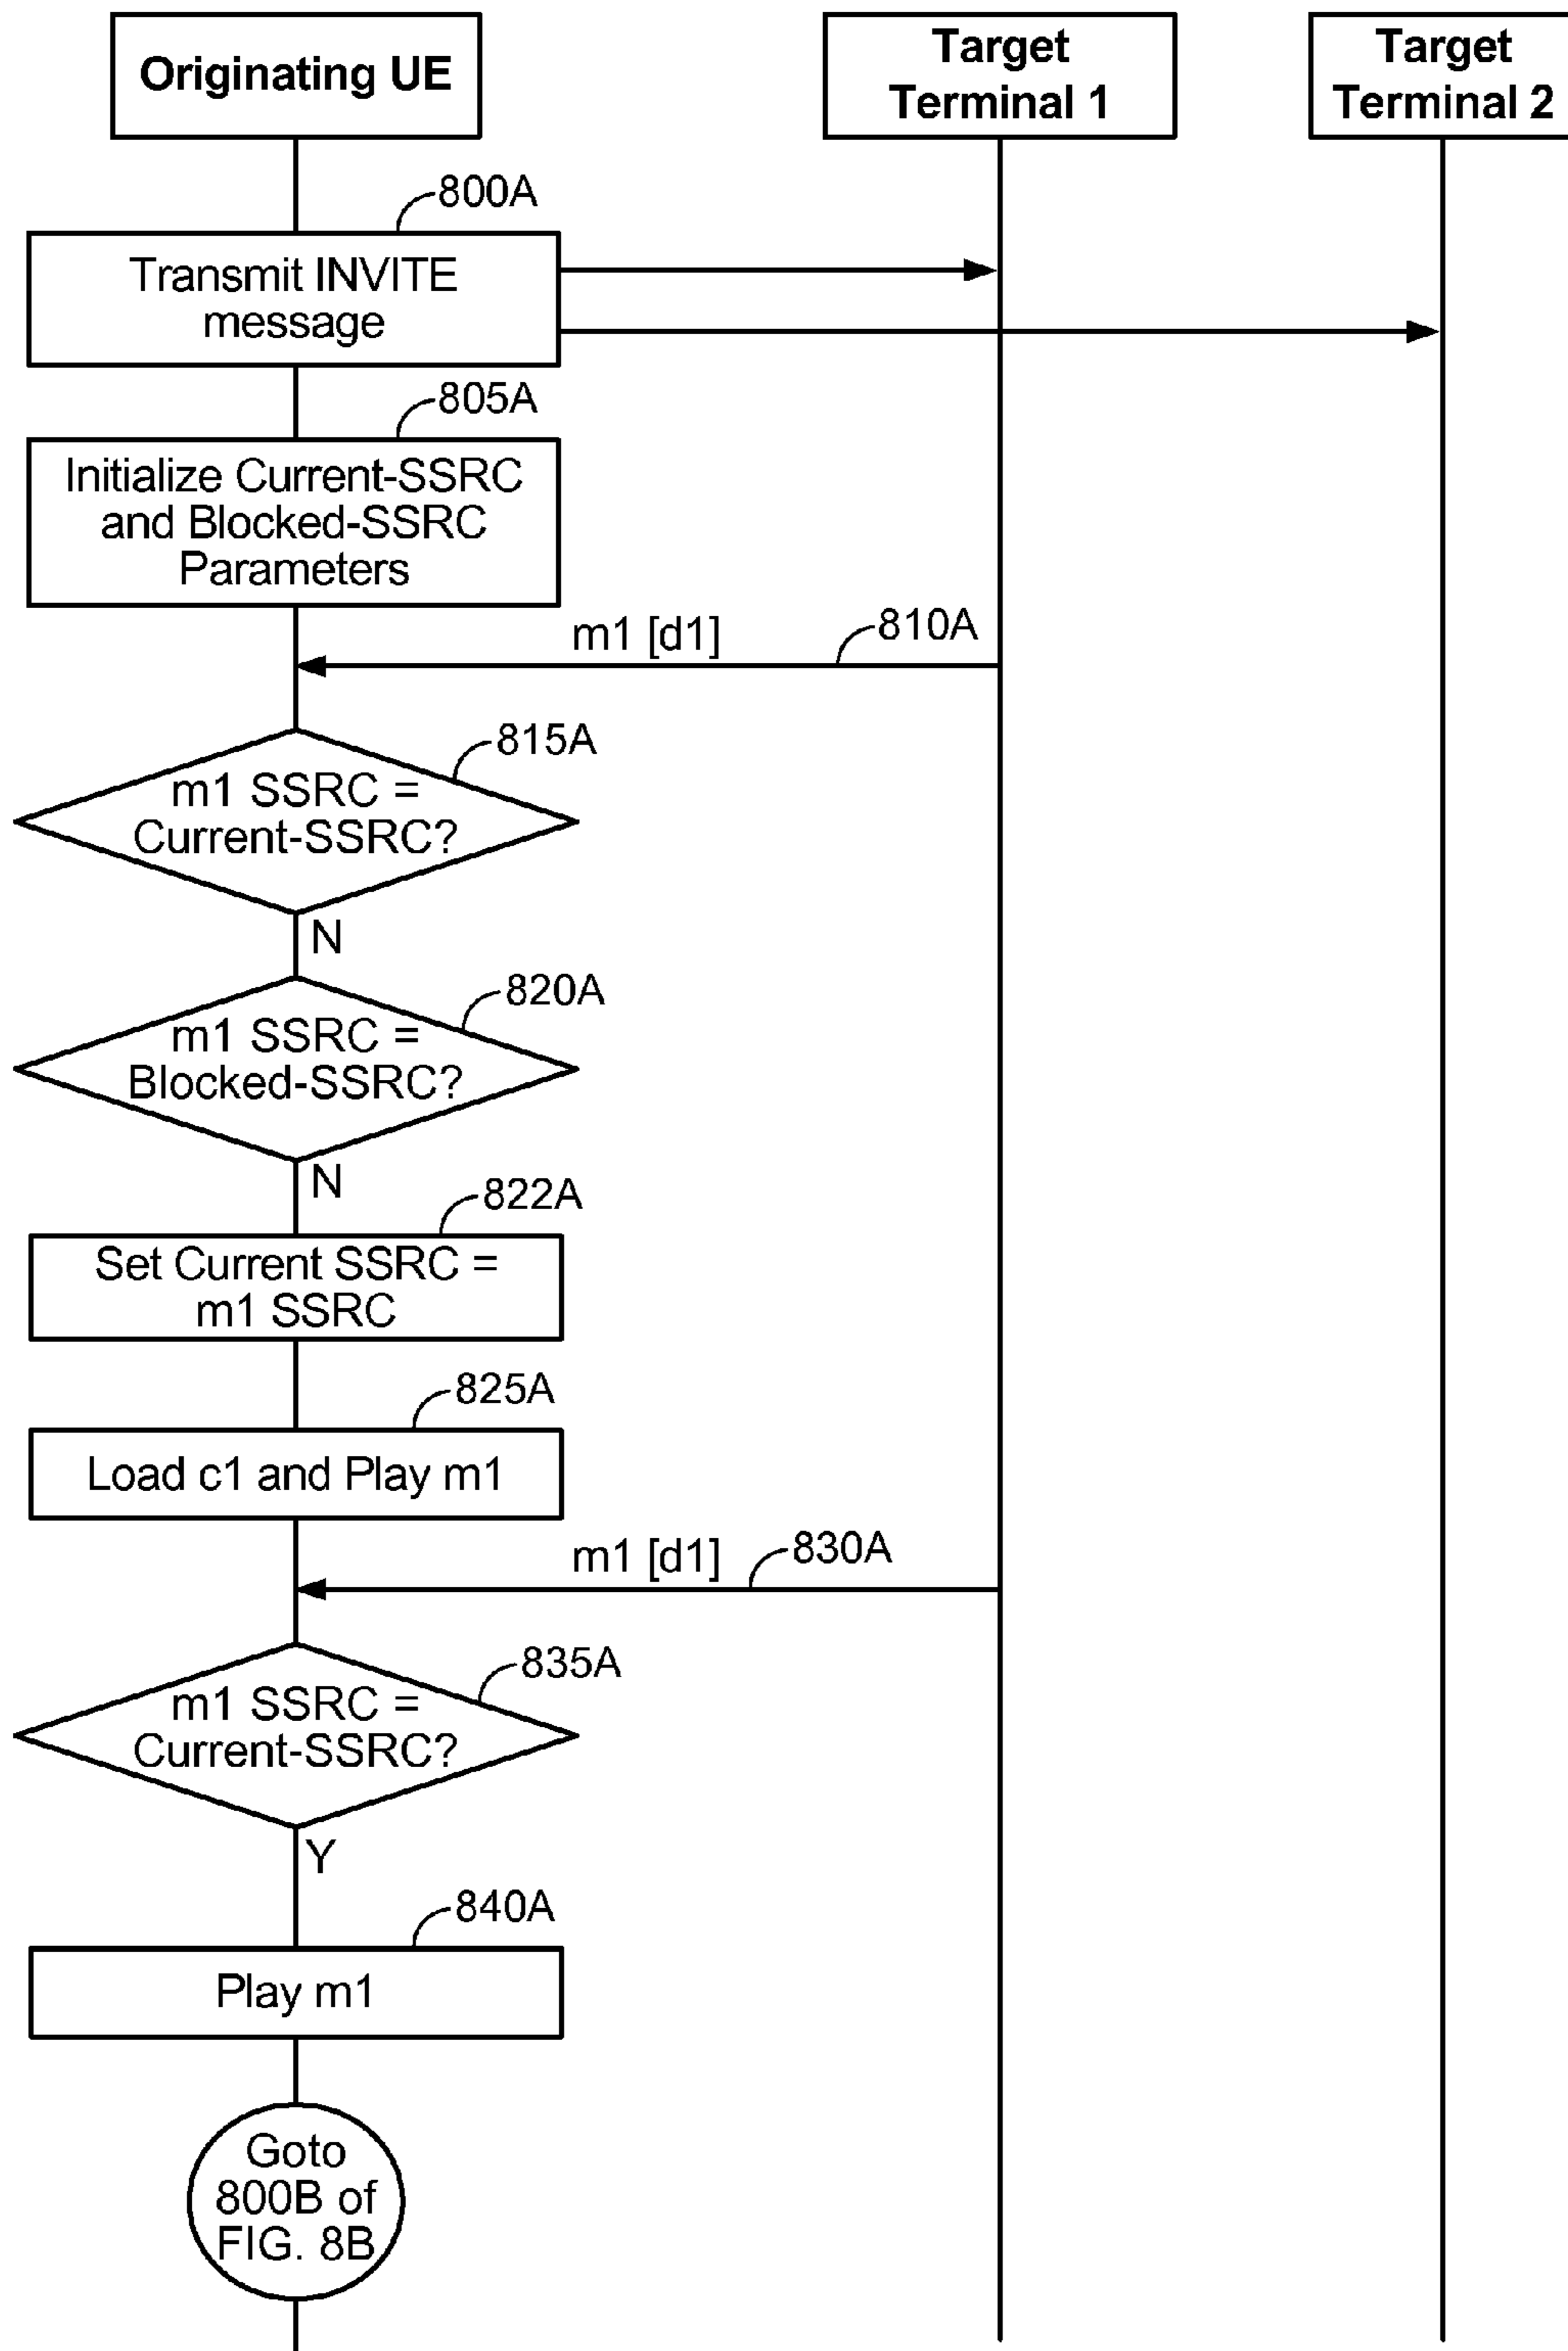 Originating UE
Target
Terminal 1
Target
Terminal 2
800A
Transmit INVITE
message
805A
Initialize Current-SSRC
and Blocked-SSRC
Parameters
m1 [d1]
810A
815A
m1 SSRC =
Current-SSRC?
N
820A
m1 SSRC =
Blocked-SSRC?
N
822A
Set Current SSRC =
m1 SSRC
825A
Load c1 and Play m1
m1 [d1]
830A
835A
m1 SSRC =
Current-SSRC?
Y
840A
Play m1
Goto
800B of
FIG. 8B